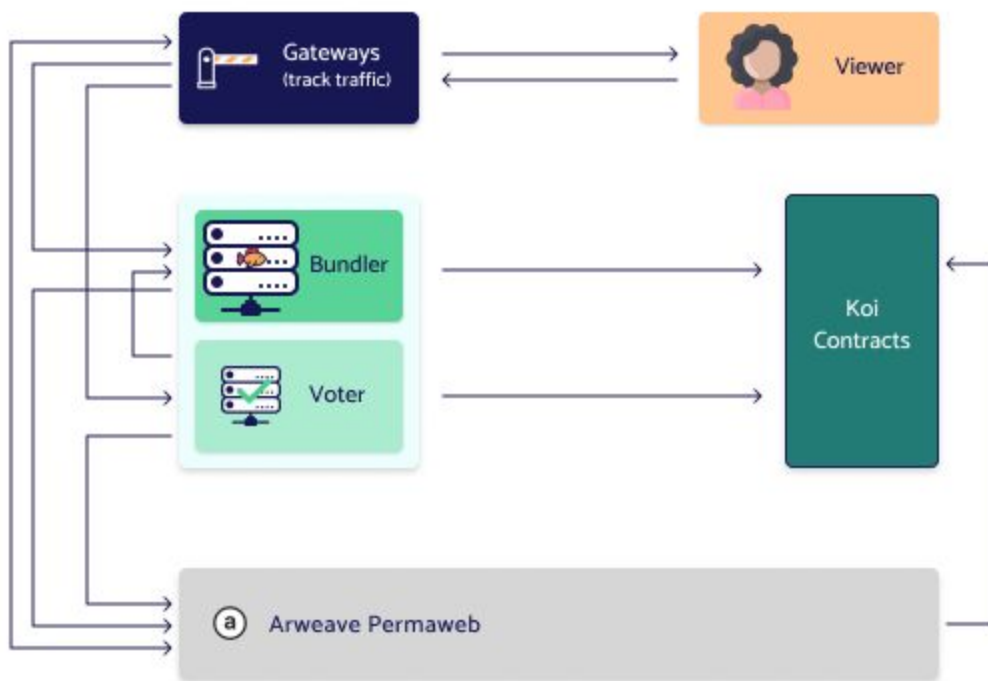 Gateways
(track traffic)
Viewer
Bundler
Koi
Contracts
Voter
a
Arweave Permaweb